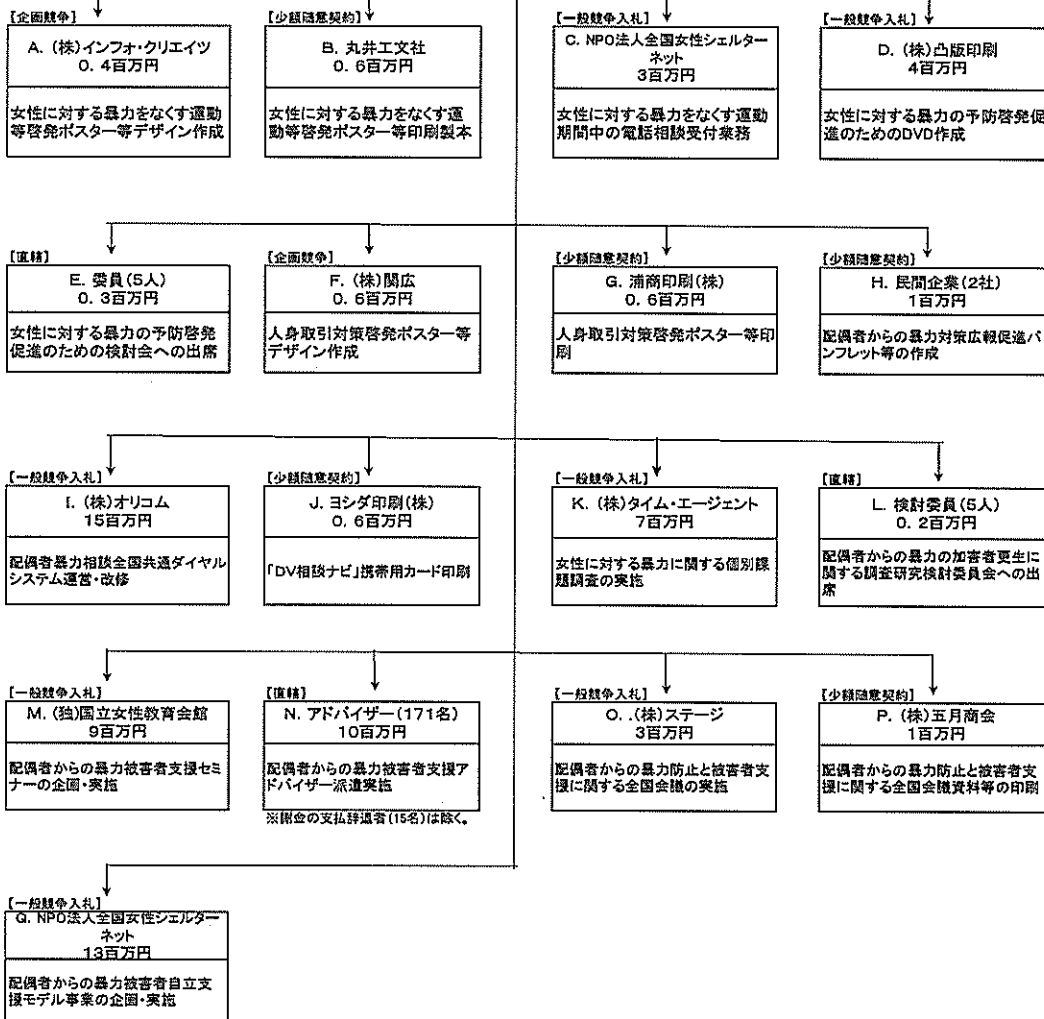 【企画競争】
A. (株)インフォ・クリエイツ
0. 4百万円
女性に対する暴力をなくす運動
等啓発ポスター等デザイン作成
【少額随意契約】
B. 丸井工文社
0. 6百万円
女性に対する暴力をなくす運
動等啓発ポスター等印刷製本
【一般競争入札】
C. NPO法人全国女性シェルター
ネット
3百万円
女性に対する暴力をなくす運動
期間中の電話相談受付業務
【一般競争入札】
D. (株)凸版印刷
4百万円
女性に対する暴力の予防啓発促
進のためのDVD作成
【直轄】
E. 委員(5人)
0. 3百万円
女性に対する暴力の予防啓発
促進のための検討会への出席
【企画競争】
F. (株)関広
0. 6百万円
人身取引対策啓発ポスター等
デザイン作成
【少額随意契約】
G. 浦商印刷(株)
0. 6百万円
人身取引対策啓発ポスター等印
刷
【少額随意契約】
H. 民間企業(2社)
1百万円
配偶者からの暴力対策広報促進パ
ンフレット等の作成
【一般競争入札】
I. (株)オリコム
15百万円
配偶者暴力相談全国共通ダイヤル
システム運営・改修
【少額随意契約】
J. ヨシダ印刷(株)
0. 6百万円
「DV相談ナビ」携帯用カード印刷
【一般競争入札】
K. (株)タイム・エージェント
7百万円
女性に対する暴力に関する個別課
題調査の実施
【直轄】
L. 検討委員(5人)
0. 2百万円
配偶者からの暴力の加害者更生に
関する調査研究検討委員会への出
席
【一般競争入札】
M. (独)国立女性教育会館
9百万円
配偶者からの暴力被害者支援セミ
ナーの企画・実施
【直轄】
N. アドバイザー(171名)
10百万円
配偶者からの暴力被害者支援ア
ドバイザー派遣実施
※謝金の支払辞退者(15名)は除く。
【一般競争入札】
O. .(株)ステージ
3百万円
配偶者からの暴力防止と被害者支
援に関する全国会議の実施
【少額随意契約】
P. (株)五月商会
1百万円
配偶者からの暴力防止と被害者支
援に関する全国会議資料等の印刷
【一般競争入札】
Q. NPO法人全国女性シェルター
ネット
13百万円
配偶者からの暴力被害者自立支
援モデル事業の企画・実施